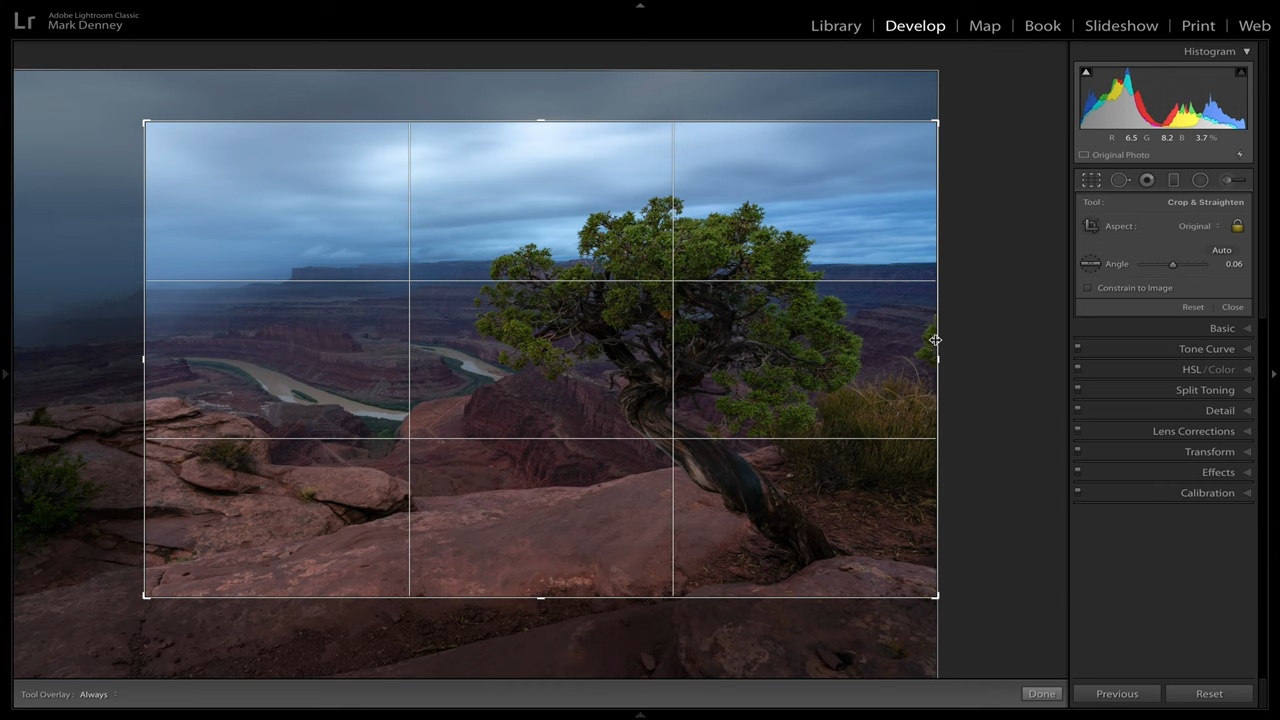 Lr
Adobe Lightroom Classic
Mark Denney
Library | Develop | Map | Book | Slideshow | Print | Web
Histogram
R 6.5 G 8.2 B 3.7 %
Original Photo
Tool : Crop & Straighten
Aspect : Original
Auto
Angle 0.06
Constrain to Image
Reset Close
Basic
Tone Curve
HSL / Color
Split Toning
Detail
Lens Corrections
Transform
Effects
Calibration
Tool Overlay : Always
Done
Previous
Reset